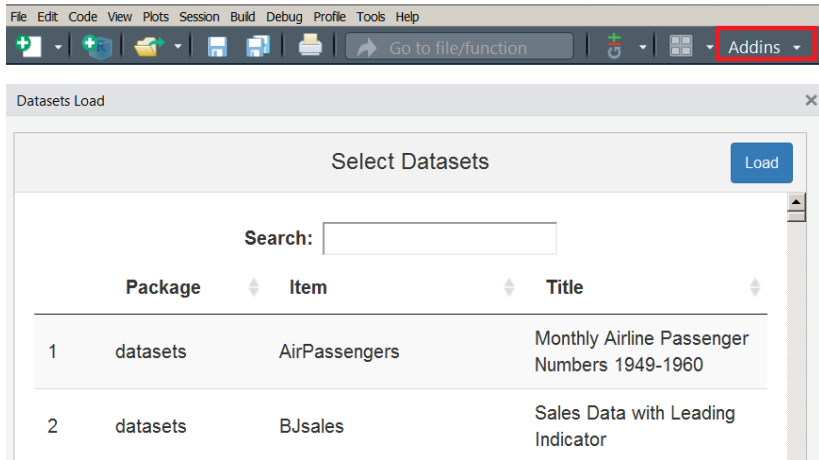 File Edit Code View Plots Session Build Debug Profile Tools Help
Go to file/function Addins
Datasets Load
Select Datasets Load
Search:
Package Item Title
1 datasets AirPassengers Monthly Airline Passenger
Numbers 1949-1960
2 datasets BJsales Sales Data with Leading
Indicator